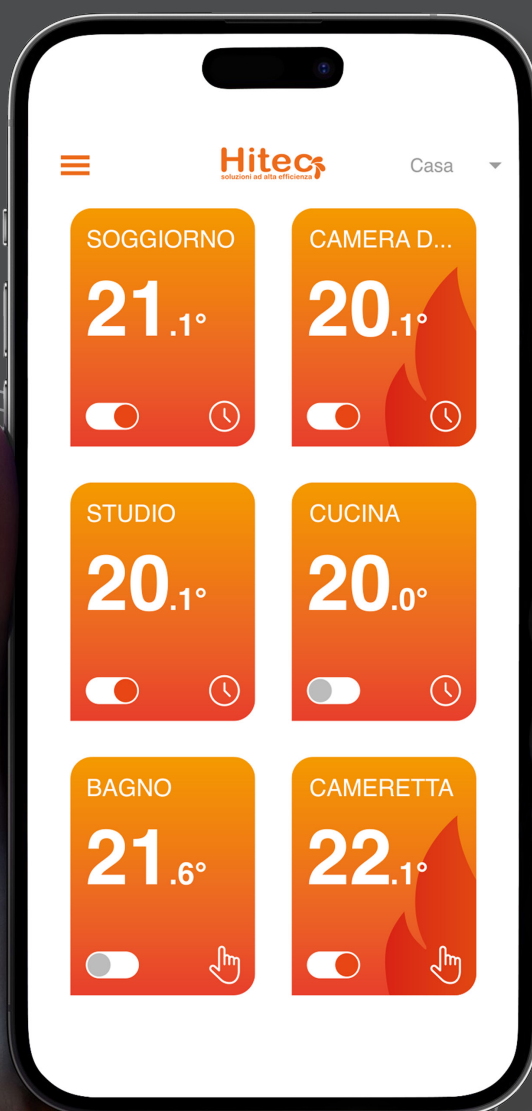 Hitec
soluzioni ad alta efficienza
Casa
SOGGIORNO
21.1°
CAMERA D...
20.1°
STUDIO
20.1°
CUCINA
20.0°
BAGNO
21.6°
CAMERETTA
22.1°